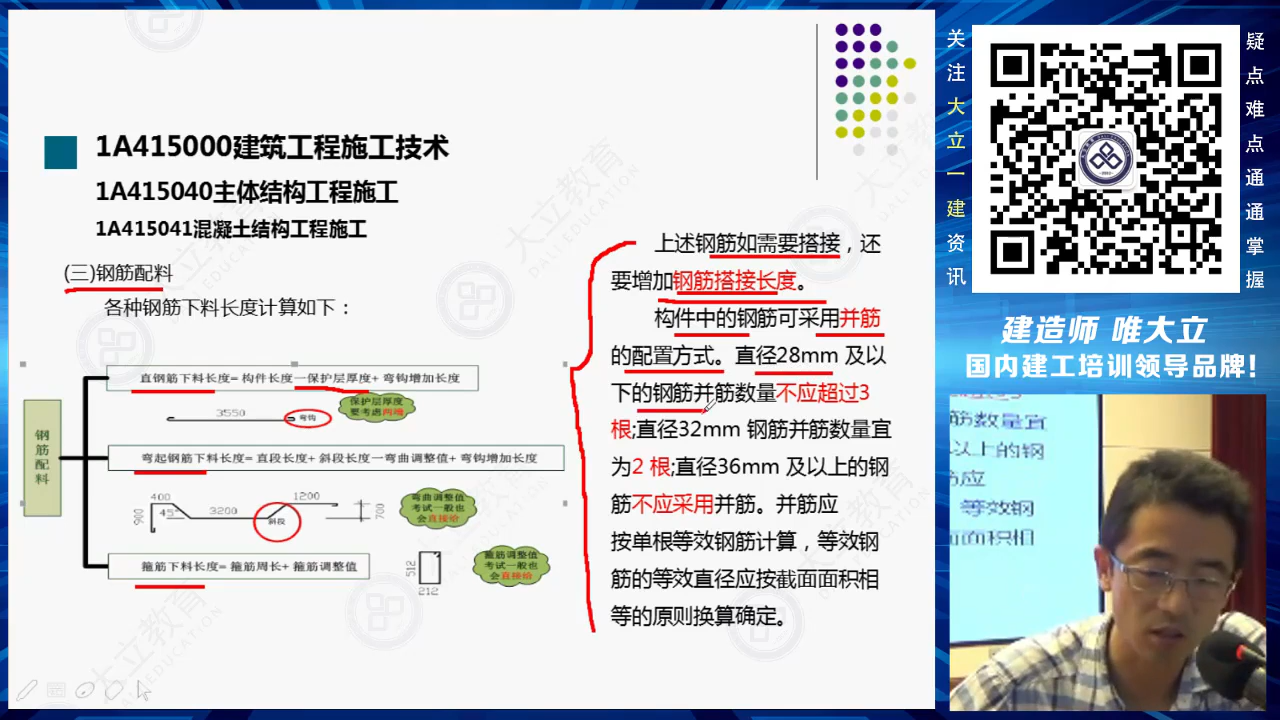 1A415000建筑工程施工技术
1A415040主体结构工程施工
1A415041混凝土结构工程施工
(三)钢筋配料
各种钢筋下料长度计算如下：
钢筋配料
直钢筋下料长度= 构件长度一保护层厚度+ 弯钩增加长度
3550
弯钩
保护层厚度
要考虑两端
弯起钢筋下料长度= 直段长度+ 斜段长度一弯曲调整值+ 弯钩增加长度
400
1200
900
45°
3200
斜段
700
弯曲调整值
考试一般也
会直接给
箍筋下料长度= 箍筋周长+ 箍筋调整值
512
212
箍筋调整值
考试一般也
会直接给
上述钢筋如需要搭接，还
要增加钢筋搭接长度。
构件中的钢筋可采用并筋
的配置方式。直径28mm 及以
下的钢筋并筋数量不应超过3
根;直径32mm 钢筋并筋数量宜
为2 根;直径36mm 及以上的钢
筋不应采用并筋。并筋应
按单根等效钢筋计算，等效钢
筋的等效直径应按截面面积相
等的原则换算确定。
大立教育
DALI EDUCATION
关注大立一建资讯
疑点难点通通掌握
建造师 唯大立
国内建工培训领导品牌!
筋数量宜
以上的钢
应
等效钢
面面积相